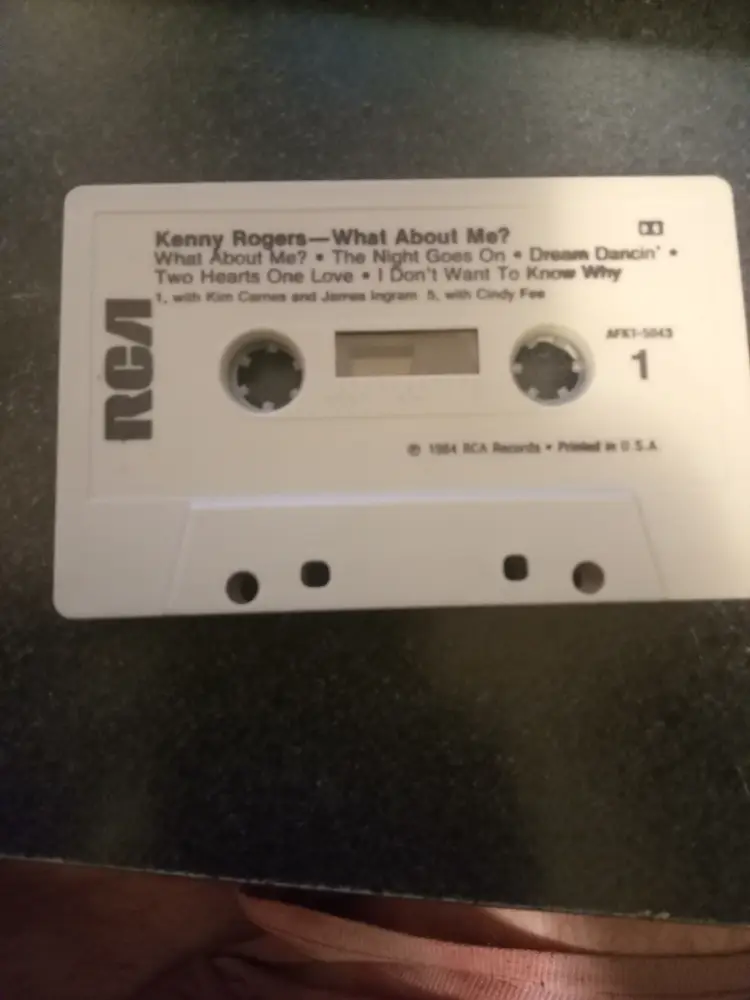 Kenny Rogers—What About Me?
What About Me? • The Night Goes On • Dream Dancin' •
Two Hearts One Love • I Don't Want To Know Why
1, with Kim Carnes and James Ingram 5, with Cindy Fee
RCA
AFK1-5043
1
℗ 1984 RCA Records • Printed in U.S.A.